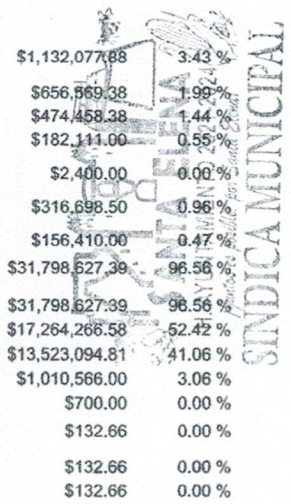 $1,132,077.88 3.43 %
$656,569.38 1.99 %
$474,458.38 1.44 %
$182,111.00 0.55 %
$2,400.00 0.00 %
$316,698.50 0.96 %
$156,410.00 0.47 %
$31,798,627.39 96.56 %
$31,798,627.39 96.56 %
$17,264,266.58 52.42 %
$13,523,094.81 41.06 %
$1,010,566.00 3.06 %
$700.00 0.00 %
$132.66 0.00 %
$132.66 0.00 %
$132.66 0.00 %
SANTA ELENA
H. AYUNTAMIENTO 2021-2024
SINDICA MUNICIPAL